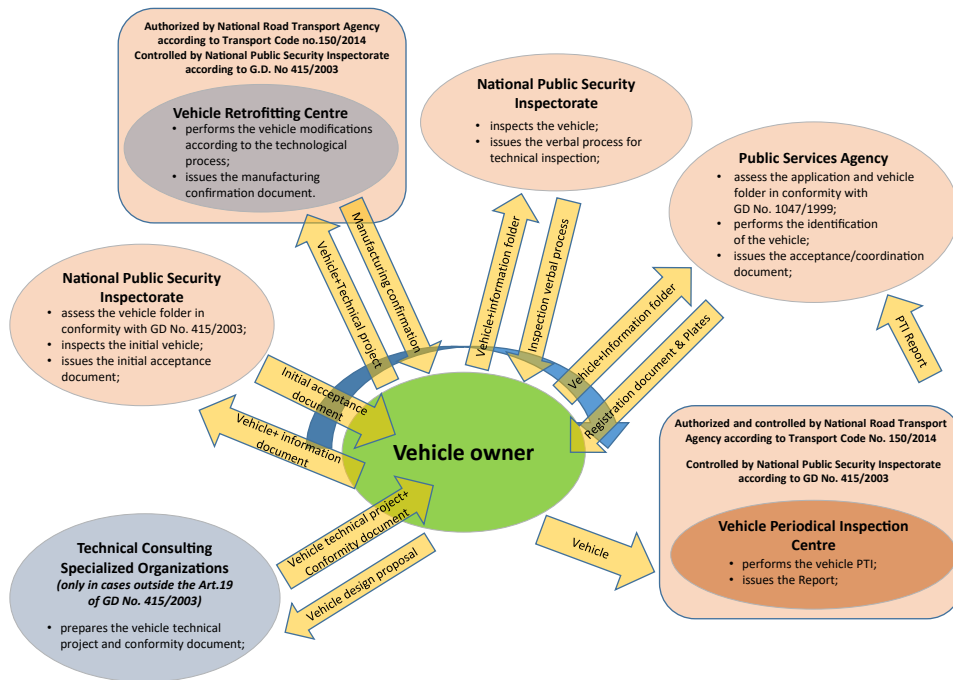 Authorized by National Road Transport Agency
according to Transport Code no.150/2014
Controlled by National Public Security Inspectorate
according to G.D. No 415/2003
Vehicle Retrofitting Centre
• performs the vehicle modifications
according to the technological
process;
• issues the manufacturing
confirmation document.
National Public Security
Inspectorate
• inspects the vehicle;
• issues the verbal process for
technical inspection;
Public Services Agency
• assess the application and vehicle
folder in conformity with
GD No. 1047/1999;
• performs the identification
of the vehicle;
• issues the acceptance/coordination
document;
National Public Security
Inspectorate
• assess the vehicle folder in
conformity with GD No. 415/2003;
• inspects the initial vehicle;
• issues the initial acceptance
document;
Vehicle+Technical project
Manufacturing confirmation
Vehicle+information folder
Inspection verbal process
Vehicle+Information folder
Registration document & Plates
PTI Report
Initial acceptance
document
Vehicle+ information
document
Vehicle owner
Authorized and controlled by National Road Transport
Agency according to Transport Code No. 150/2014
Controlled by National Public Security Inspectorate
according to GD No. 415/2003
Vehicle Periodical Inspection
Centre
• performs the vehicle PTI;
• issues the Report;
Vehicle
Vehicle technical project+
Conformity document
Vehicle design proposal
Technical Consulting
Specialized Organizations
(only in cases outside the Art.19
of GD No. 415/2003)
• prepares the vehicle technical
project and conformity document;